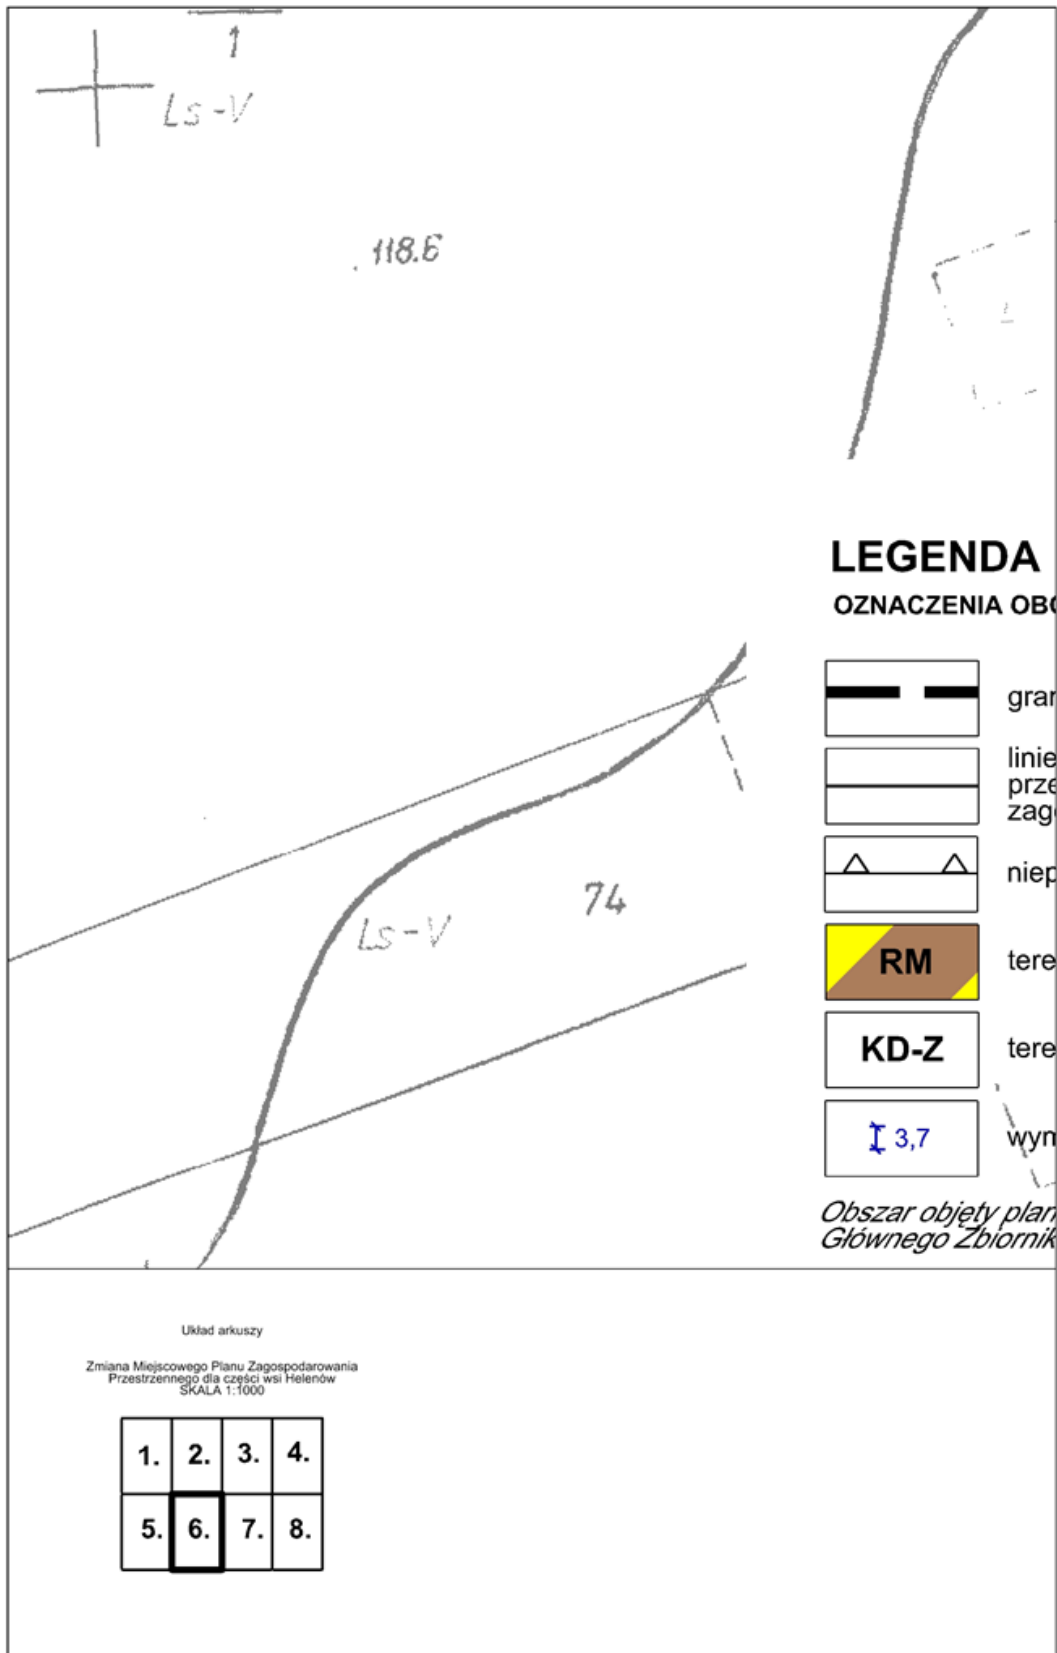 Ls-V
118.6
LEGENDA
OZNACZENIA OBO
gran
linie
prze
zago
niep
Ls-V
74
RM
tere
KD-Z
tere
3,7
wym
Obszar objęty plan
Głównego Zbiornik
Układ arkuszy
Zmiana Miejscowego Planu Zagospodarowania
Przestrzennego dla części wsi Helenów
SKALA 1:1000
1. 2. 3. 4.
5. 6. 7. 8.